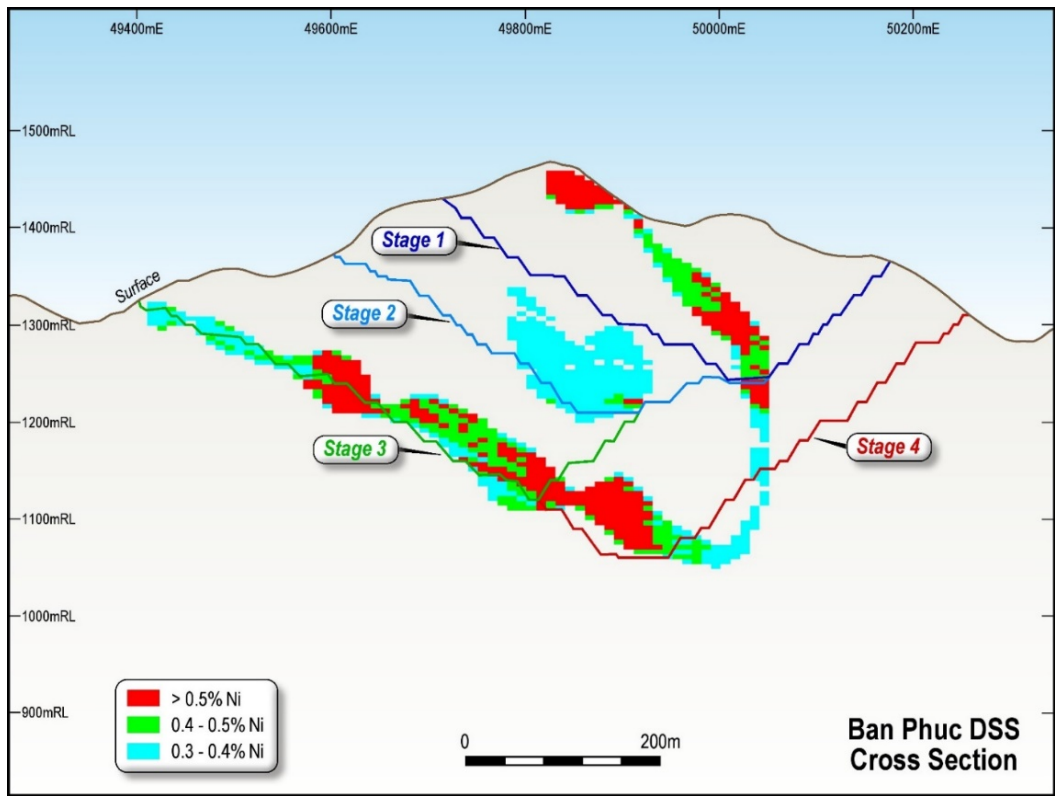 49400mE 49600mE 49800mE 50000mE 50200mE
1500mRL
1400mRL
Stage 1
Surface
Stage 2
1300mRL
1200mRL
Stage 3
Stage 4
1100mRL
1000mRL
900mRL
> 0.5% Ni
0.4 - 0.5% Ni
0.3 - 0.4% Ni
0 200m
Ban Phuc DSS
Cross Section